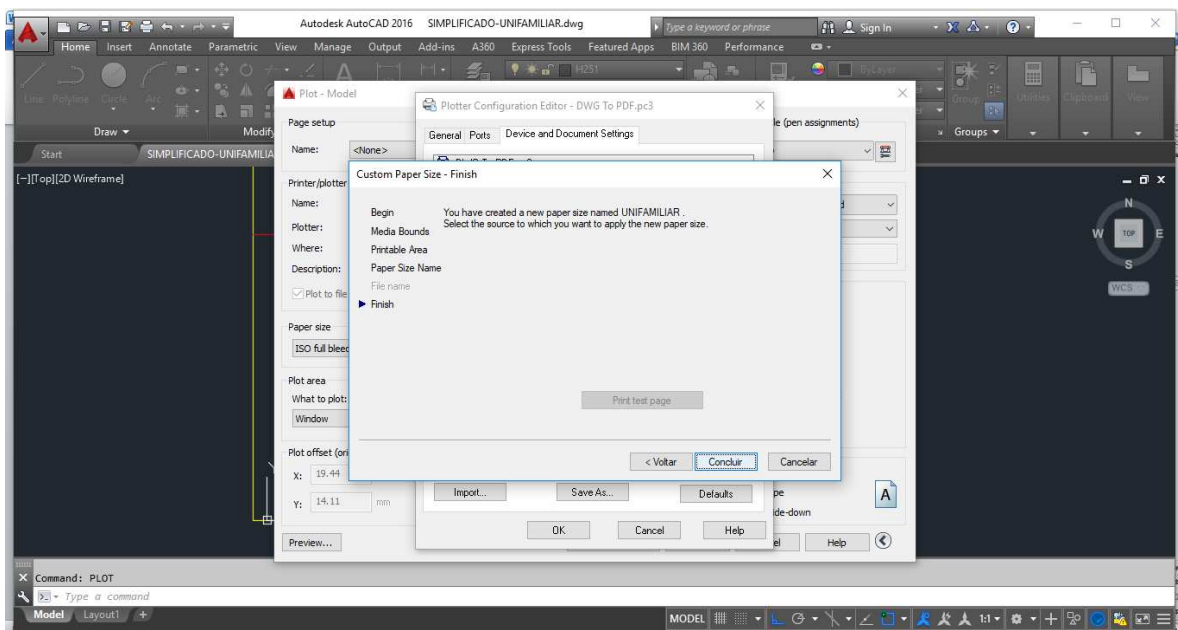 Autodesk AutoCAD 2016 SIMPLIFICADO-UNIFAMILIAR.dwg
Type a keyword or phrase
Sign In
Home Insert Annotate Parametric View Manage Output Add-ins A360 Express Tools Featured Apps BIM 360 Performance
Line Polyline Circle Arc
H251
ByLayer
Group Utilities Clipboard View
Draw
Modify
Groups
Start
SIMPLIFICADO-UNIFAMILIA
[−][Top][2D Wireframe]
N
W TOP E
S
WCS
Plot - Model
Page setup
Name: <None>
le (pen assignments)
Printer/plotter
Name:
Plotter:
Where:
Description:
Plot to file
Paper size
ISO full bleed
Plot area
What to plot:
Window
Plot offset (ori
X: 19.44
Y: 14.11 mm
Preview...
ide-down
Help
Plotter Configuration Editor - DWG To PDF.pc3
General Ports Device and Document Settings
Import... Save As... Defaults
OK Cancel Help
Custom Paper Size - Finish
Begin
Media Bounds
Printable Area
Paper Size Name
File name
Finish
You have created a new paper size named UNIFAMILIAR .
Select the source to which you want to apply the new paper size.
Print test page
< Voltar Concluir Cancelar
Command: PLOT
Type a command
Model Layout1 +
MODEL
1:1